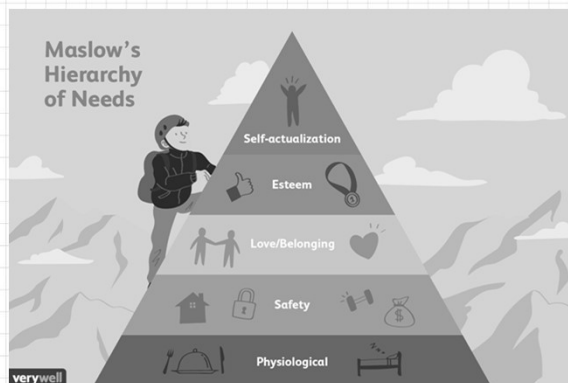 Maslow's
Hierarchy
of Needs
Self-actualization
Esteem
Love/Belonging
Safety
Physiological
verywell